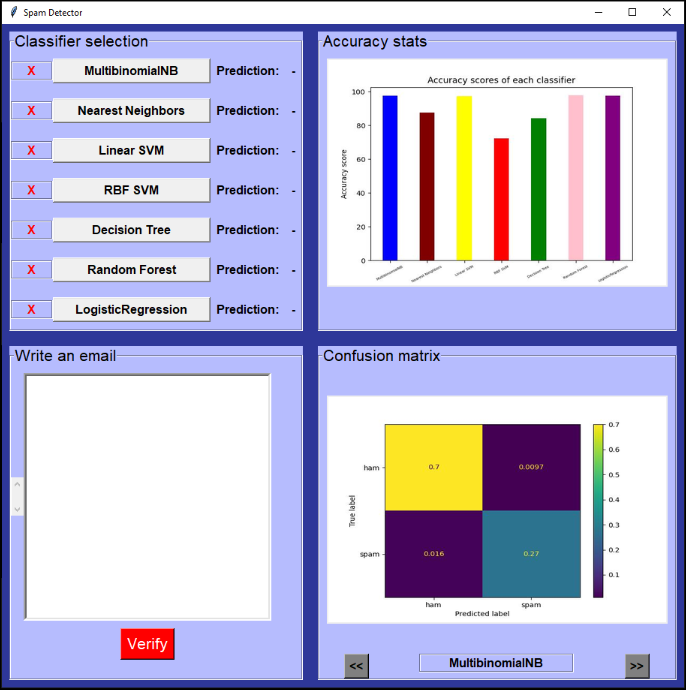 Spam Detector
Classifier selection
X MultibinomialNB Prediction: -
X Nearest Neighbors Prediction: -
X Linear SVM Prediction: -
X RBF SVM Prediction: -
X Decision Tree Prediction: -
X Random Forest Prediction: -
X LogisticRegression Prediction: -
Accuracy stats
Accuracy scores of each classifier
Accuracy score
100
80
60
40
20
0
MultibinomialNB
Nearest Neighbors
Linear SVM
RBF SVM
Decision Tree
Random Forest
LogisticRegression
Write an email
Verify
Confusion matrix
True label
ham
spam
0.7 0.0097
0.016 0.27
ham spam
Predicted label
0.7
0.6
0.5
0.4
0.3
0.2
0.1
<< MultibinomialNB >>